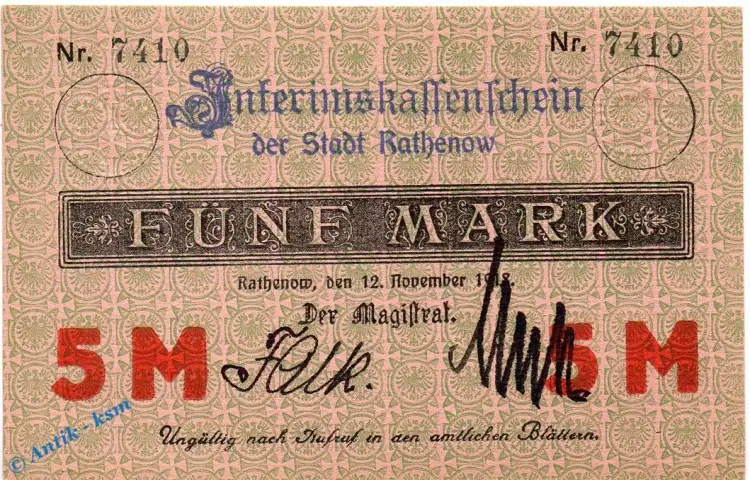 Nr. 7410 Nr. 7410
Interimskassenschein
der Stadt Rathenow
FÜNF MARK
Rathenow, den 12. November 1918.
Der Magistrat.
5 M 5 M
Falk.
Ungültig nach Aufruf in den amtlichen Blättern.
© Antik - ksm